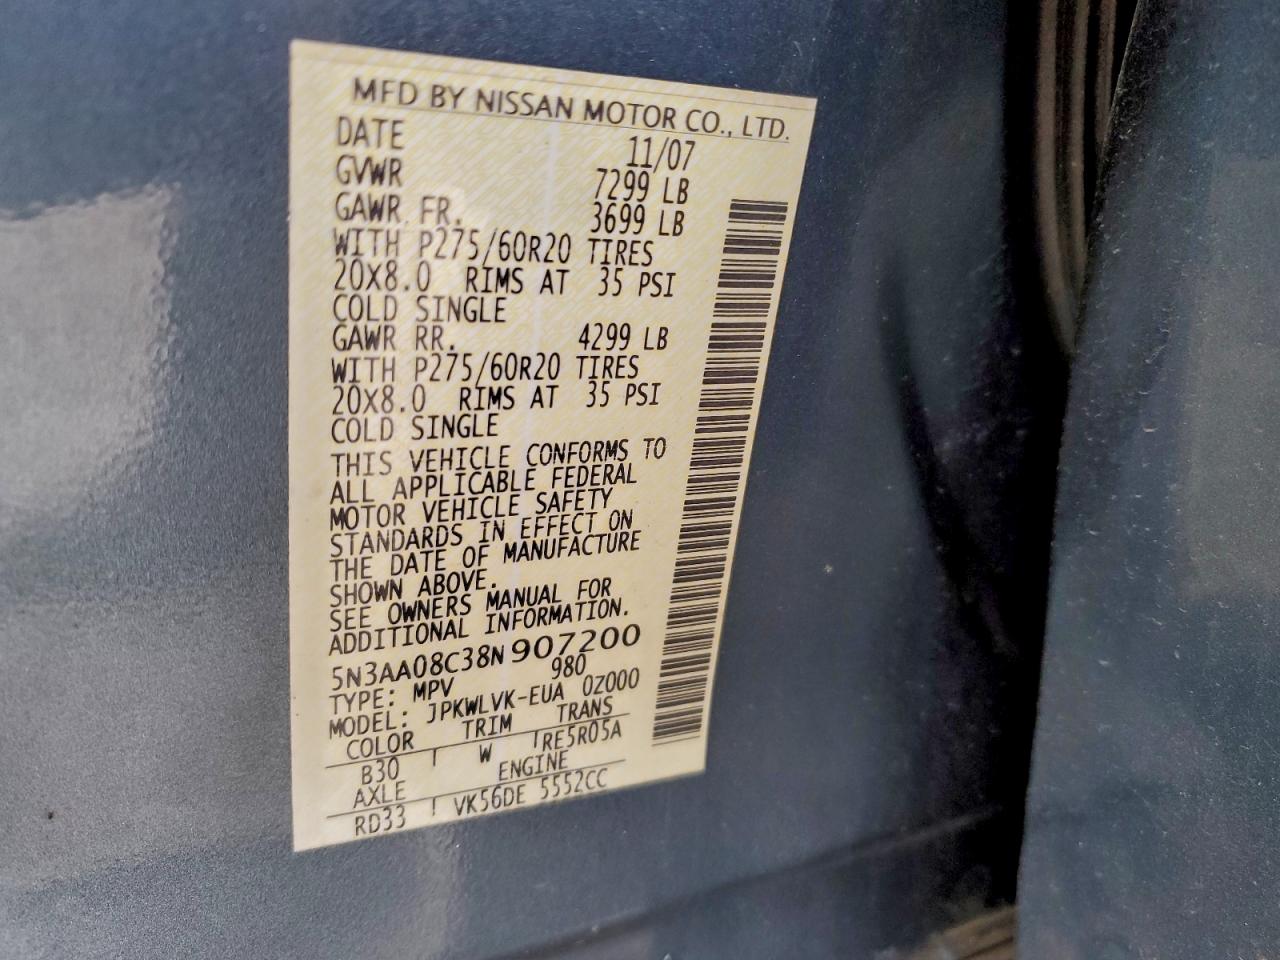 MFD BY NISSAN MOTOR CO., LTD.
DATE 11/07
GVWR 7299 LB
GAWR FR. 3699 LB
WITH P275/60R20 TIRES
20X8.0 RIMS AT 35 PSI
COLD SINGLE
GAWR RR. 4299 LB
WITH P275/60R20 TIRES
20X8.0 RIMS AT 35 PSI
COLD SINGLE
THIS VEHICLE CONFORMS TO
ALL APPLICABLE FEDERAL
MOTOR VEHICLE SAFETY
STANDARDS IN EFFECT ON
THE DATE OF MANUFACTURE
SHOWN ABOVE.
SEE OWNERS MANUAL FOR
ADDITIONAL INFORMATION.
5N3AA08C38N907200
TYPE: MPV 980
MODEL: JPKWLVK-EUA 0Z000
COLOR TRIM TRANS
B30 W RE5R05A
AXLE ENGINE
RD33 VK56DE 5552CC